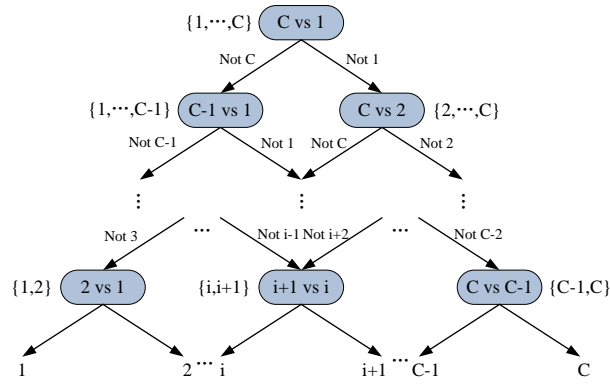 {1,⋯,C} C vs 1
Not C Not 1
{1,⋯,C-1} C-1 vs 1 C vs 2 {2,⋯,C}
Not C-1 Not 1 Not C Not 2
⋮ ⋮ ⋮
... ...
Not 3 Not i-1 Not i+2 Not C-2
{1,2} 2 vs 1 {i,i+1} i+1 vs i C vs C-1 {C-1,C}
1 2 ⋯ i i+1 ⋯ C-1 C